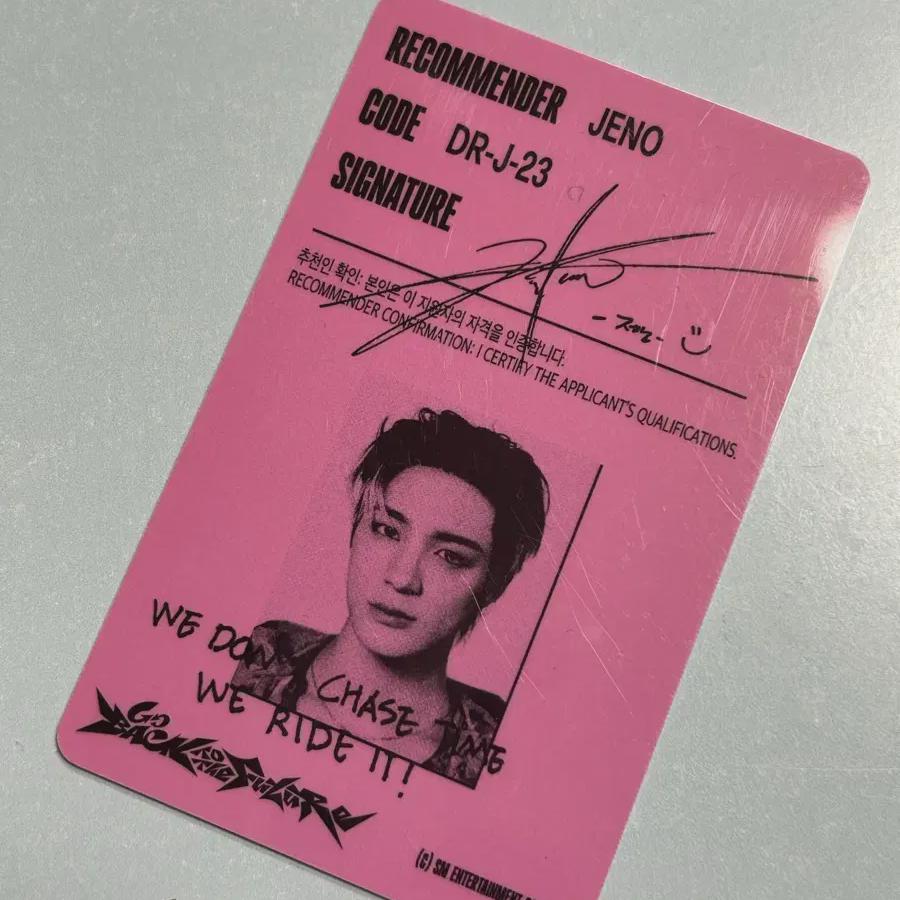 RECOMMENDER JENO
CODE DR-J-23
SIGNATURE
- 제노 -
추천인 확인: 본인은 이 지원자의 자격을 인증합니다.
RECOMMENDER CONFIRMATION: I CERTIFY THE APPLICANT'S QUALIFICATIONS.
WE DON'T CHASE TIME
WE RIDE IT!
GO
BACK TO THE FUTURE
(C) SM ENTERTAINMENT